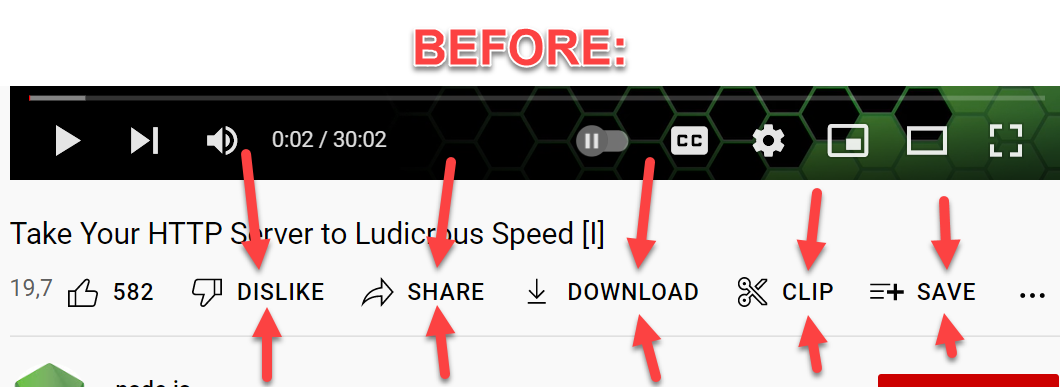 BEFORE:
0:02 / 30:02
CC
Take Your HTTP Server to Ludicrous Speed [I]
19,7 582 DISLIKE SHARE DOWNLOAD CLIP SAVE ...
node.js